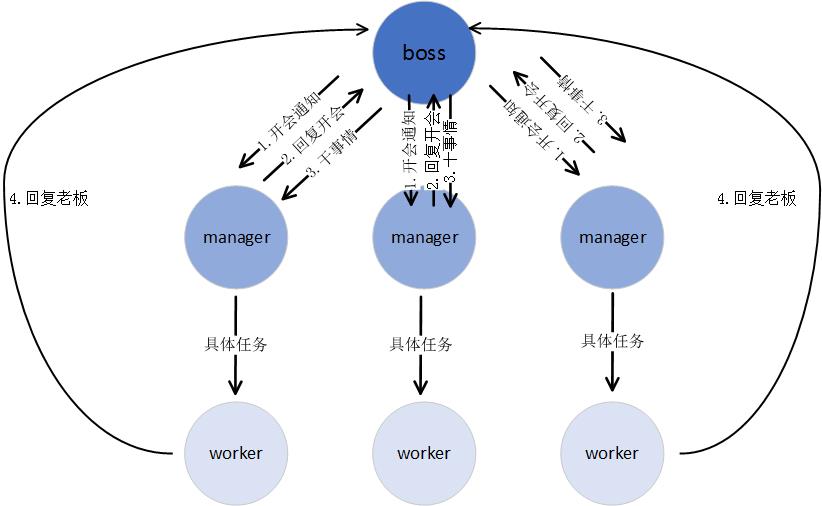 boss
1.开会通知
2.回复开会
3.干事情
1.开会通知
2.回复开会
3.干事情
1.开会通知
2.回复开会
3.干事情
4.回复老板
4.回复老板
manager
manager
manager
具体任务
具体任务
具体任务
worker
worker
worker